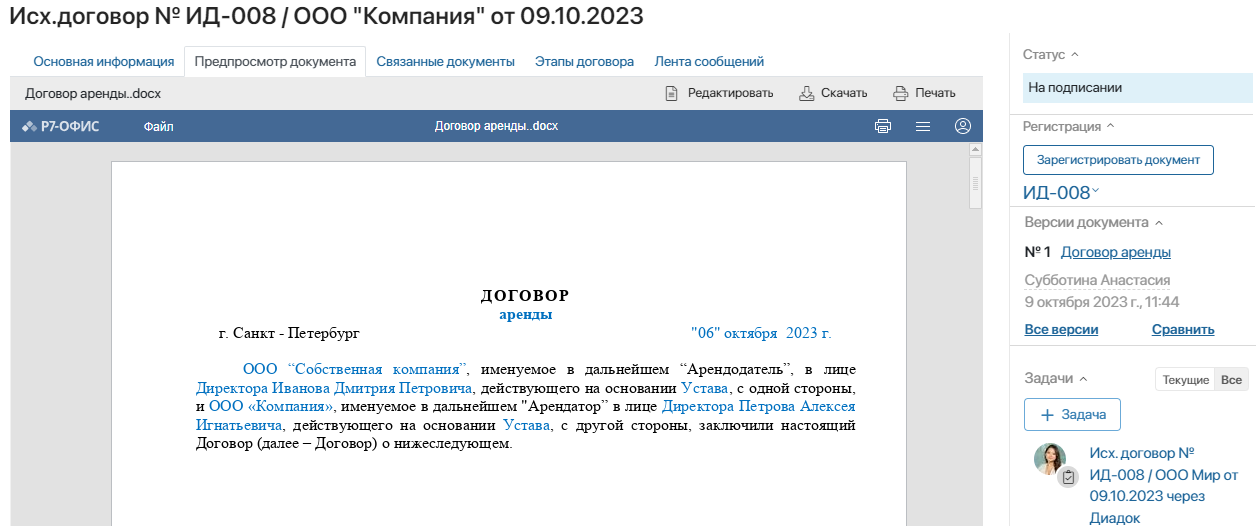 Исх.договор № ИД-008 / ООО "Компания" от 09.10.2023
Основная информация Предпросмотр документа Связанные документы Этапы договора Лента сообщений
Договор аренды..docx Редактировать Скачать Печать
Р7-ОФИС Файл Договор аренды..docx
ДОГОВОР
аренды
г. Санкт - Петербург "06" октября 2023 г.
ООО “Собственная компания”, именуемое в дальнейшем “Арендодатель”, в лице
Директора Иванова Дмитрия Петровича, действующего на основании Устава, с одной стороны,
и ООО «Компания», именуемое в дальнейшем "Арендатор” в лице Директора Петрова Алексея
Игнатьевича, действующего на основании Устава, с другой стороны, заключили настоящий
Договор (далее – Договор) о нижеследующем.
Статус
На подписании
Регистрация
Зарегистрировать документ
ИД-008
Версии документа
№ 1 Договор аренды
Субботина Анастасия
9 октября 2023 г., 11:44
Все версии Сравнить
Задачи Текущие Все
+ Задача
Исх. договор №
ИД-008 / ООО Мир от
09.10.2023 через
Диадок